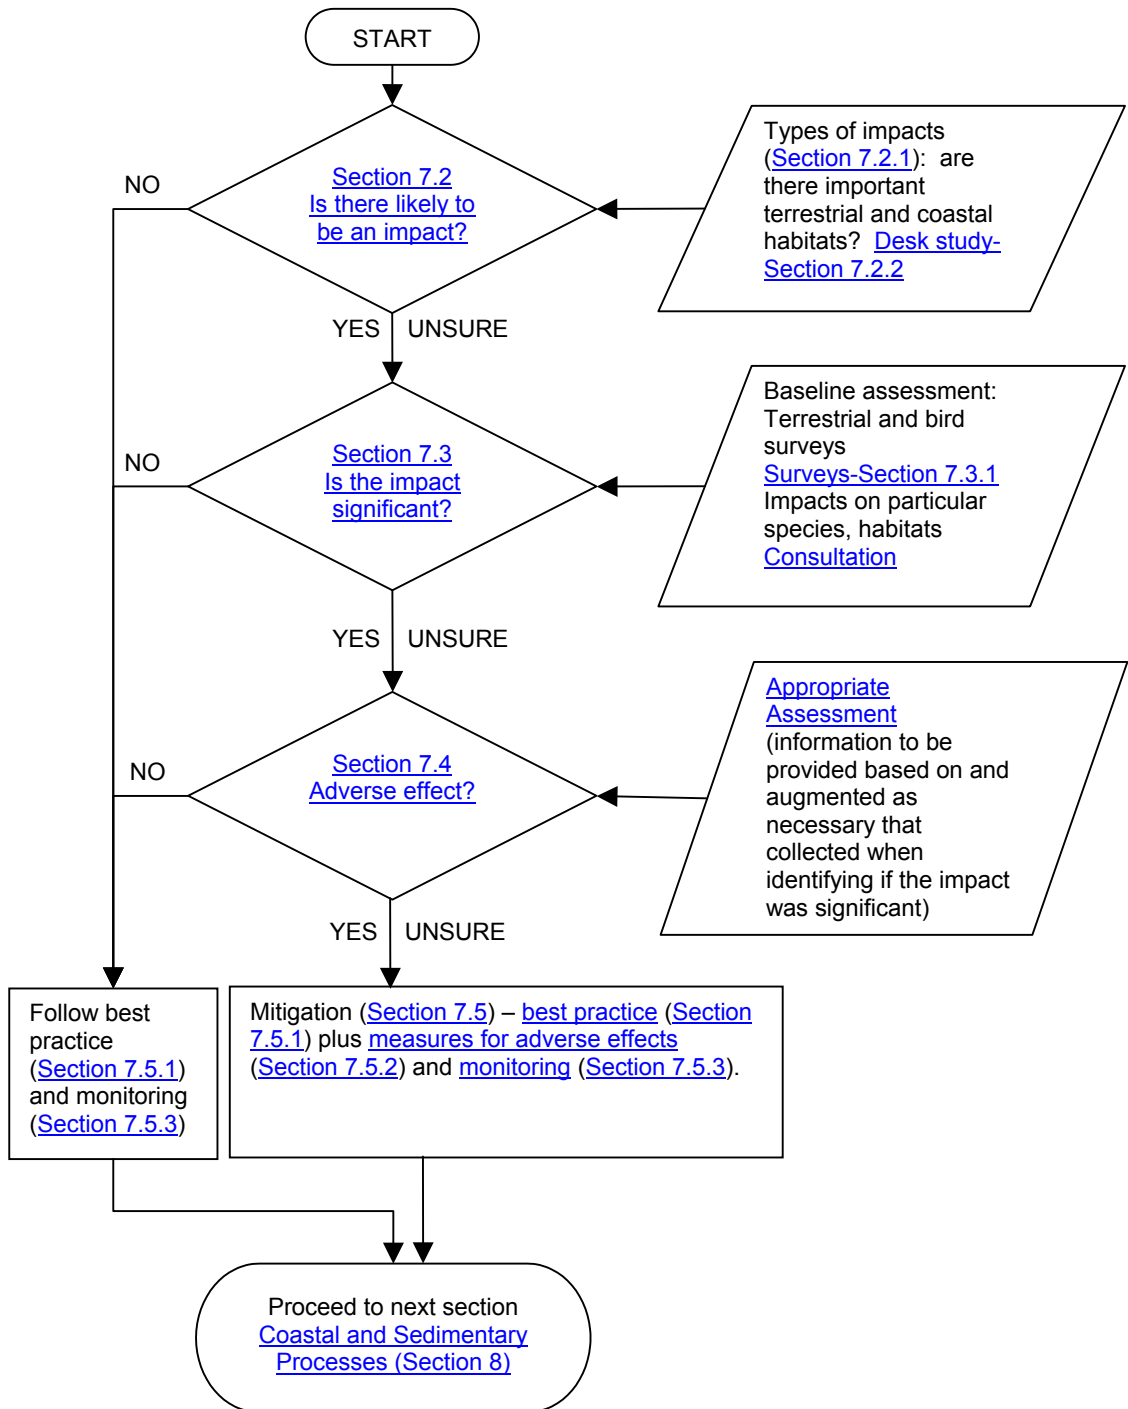 START
Types of impacts
(Section 7.2.1):  are
there important
terrestrial and coastal
habitats?  Desk study-
Section 7.2.2
NO
Section 7.2
Is there likely to
be an impact?
YES
UNSURE
Baseline assessment:
Terrestrial and bird
surveys
Surveys-Section 7.3.1
Impacts on particular
species, habitats
Consultation
NO
Section 7.3
Is the impact
significant?
YES
UNSURE
Appropriate
Assessment
(information to be
provided based on and
augmented as
necessary that
collected when
identifying if the impact
was significant)
NO
Section 7.4
Adverse effect?
YES
UNSURE
Follow best
practice
(Section 7.5.1)
and monitoring
(Section 7.5.3)
Mitigation (Section 7.5) – best practice (Section
7.5.1) plus measures for adverse effects
(Section 7.5.2) and monitoring (Section 7.5.3).
Proceed to next section
Coastal and Sedimentary
Processes (Section 8)